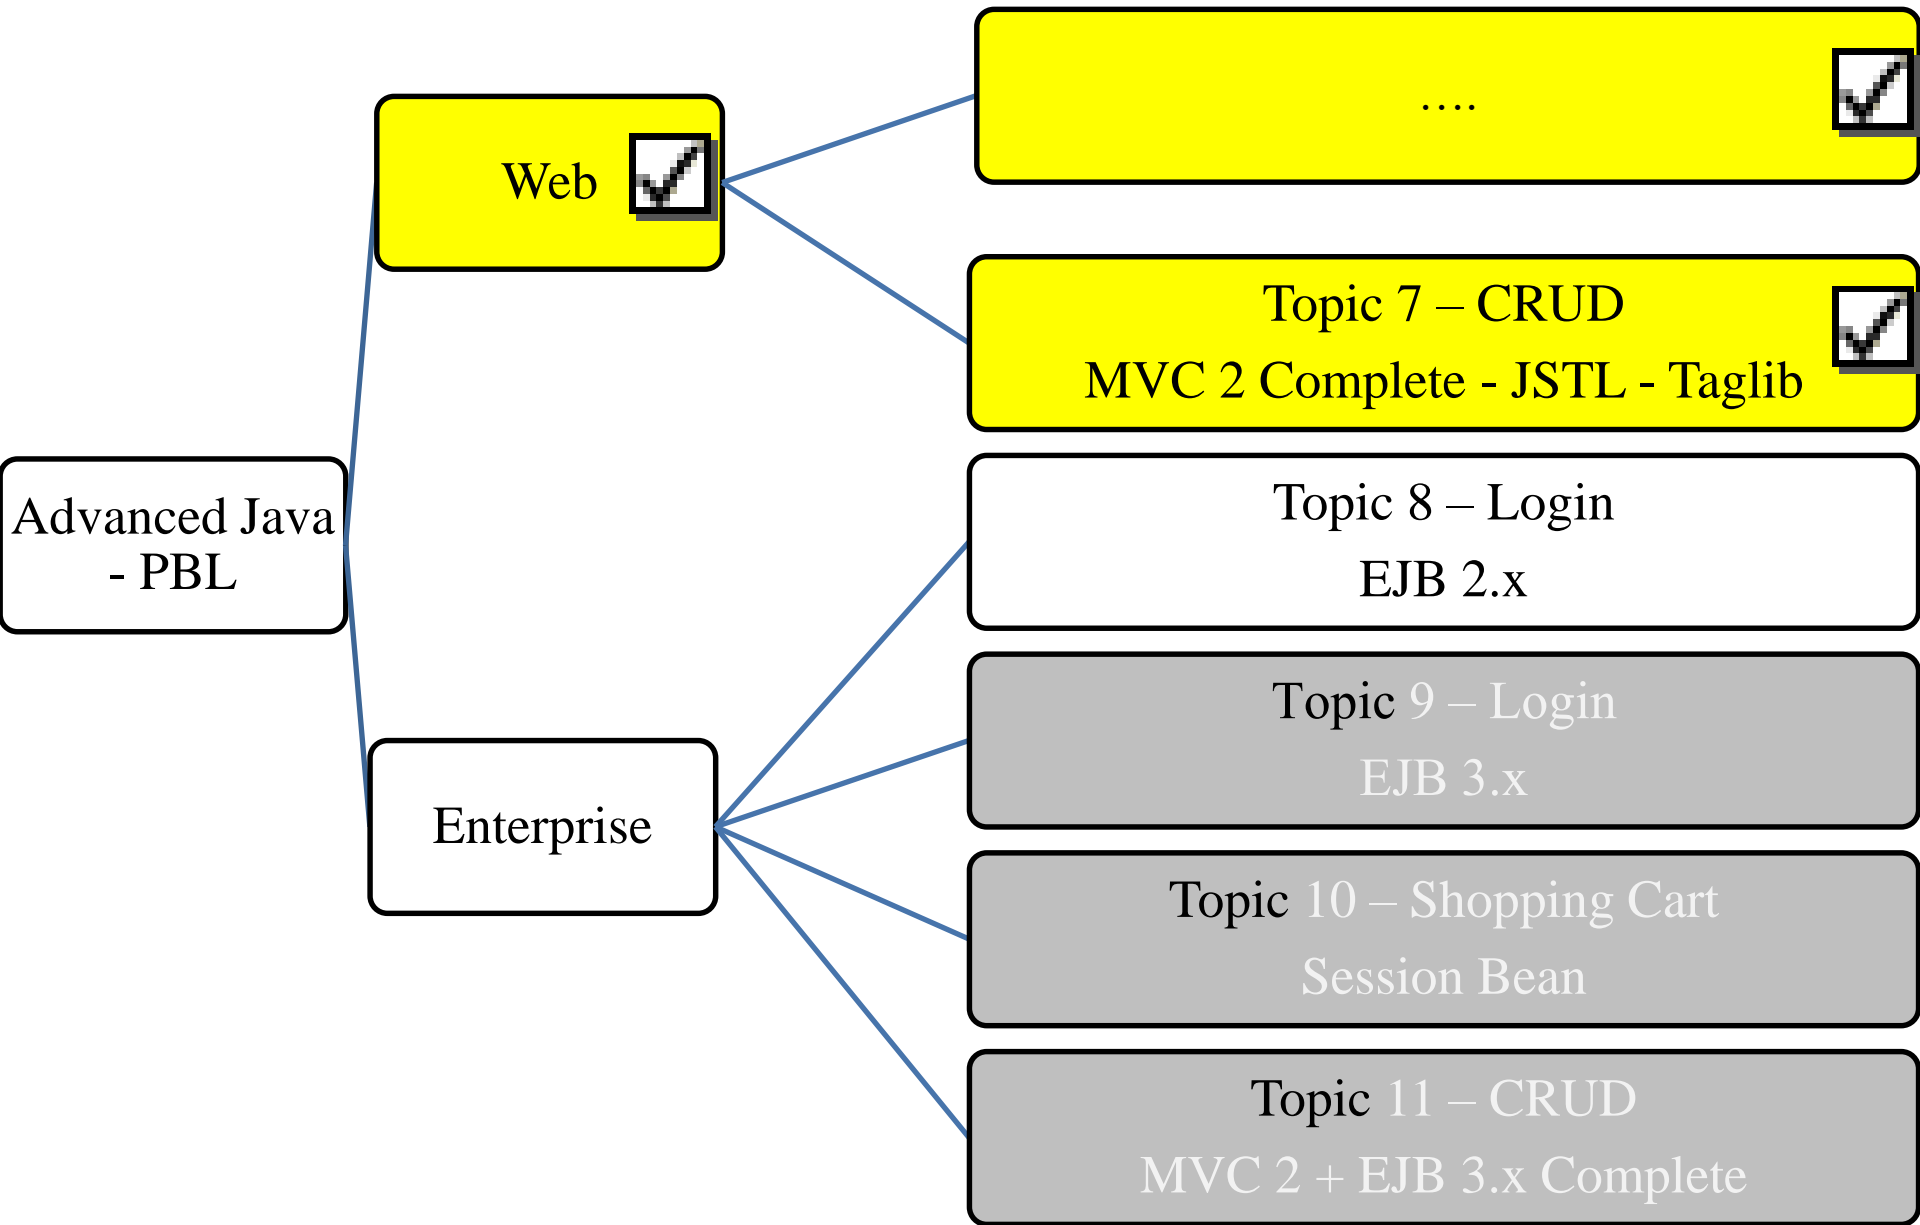 Advanced Java
- PBL
Web
….
Topic 7 – CRUD
MVC 2 Complete - JSTL - Taglib
Enterprise
Topic 8 – Login
EJB 2.x
Topic 9 – Login
EJB 3.x
Topic 10 – Shopping Cart
Session Bean
Topic 11 – CRUD
MVC 2 + EJB 3.x Complete